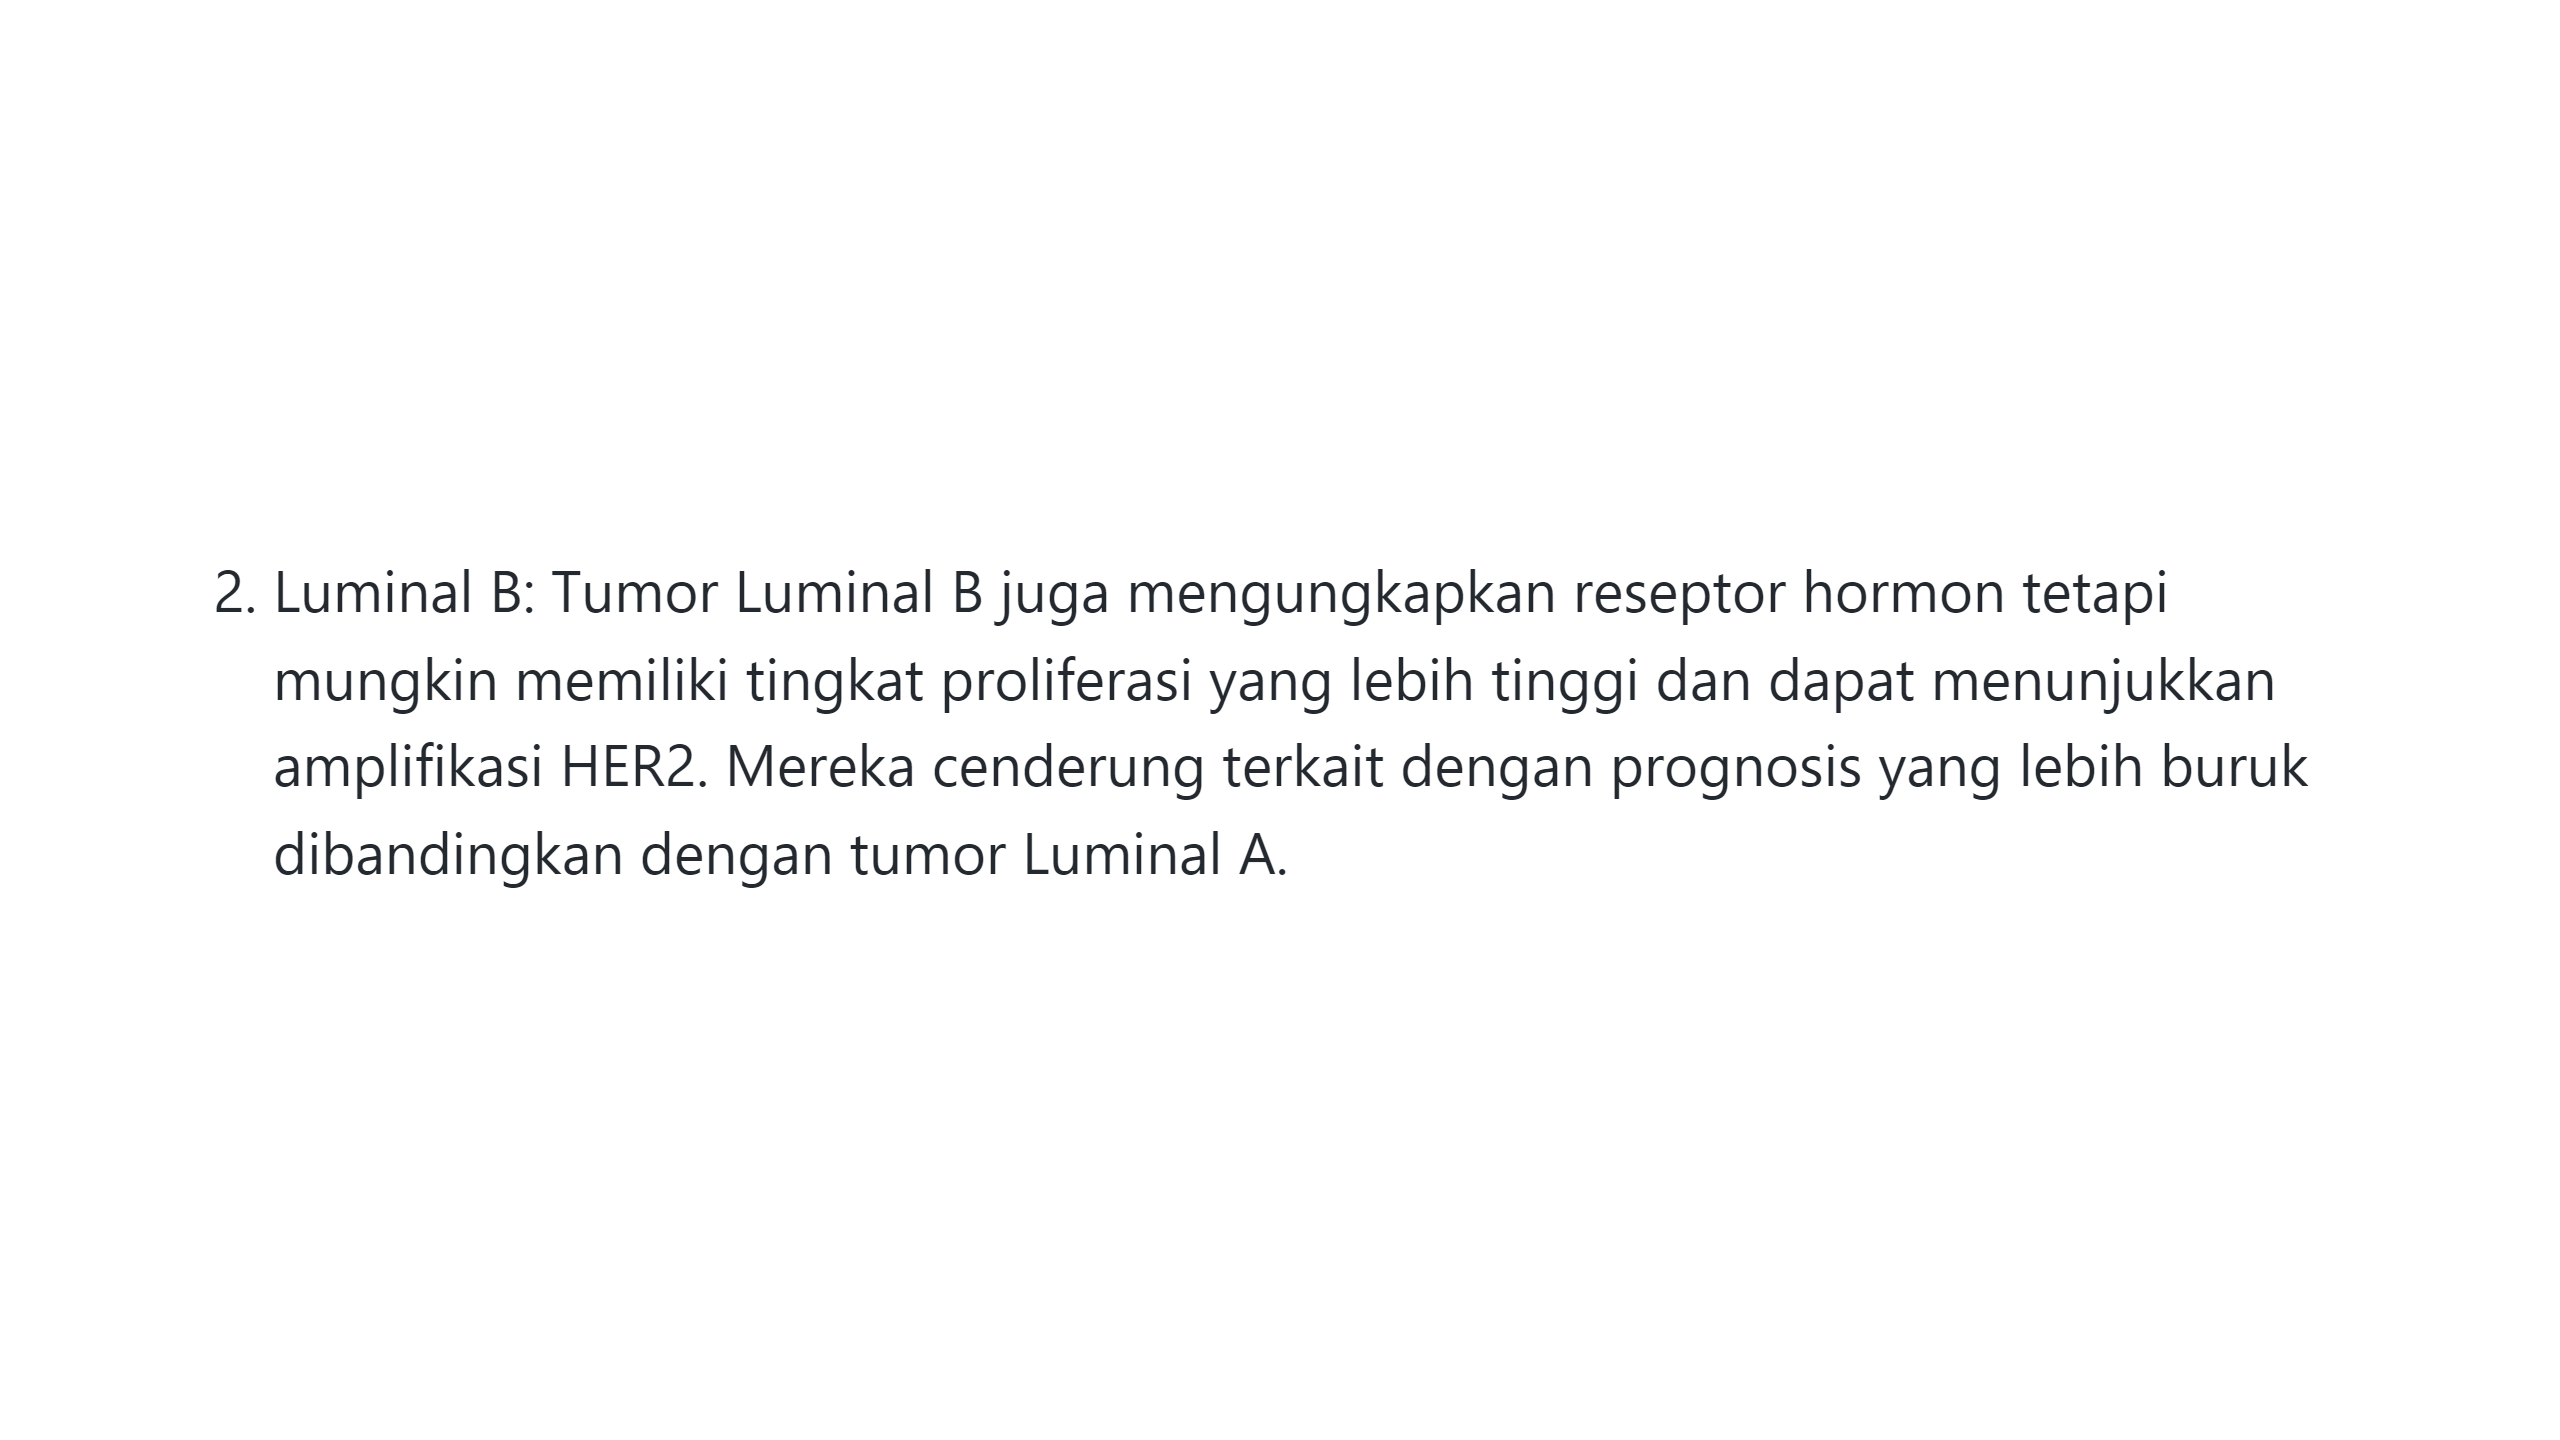 2. Luminal B: Tumor Luminal B juga mengungkapkan reseptor hormon tetapi
mungkin memiliki tingkat proliferasi yang lebih tinggi dan dapat menunjukkan
amplifikasi HER2. Mereka cenderung terkait dengan prognosis yang lebih buruk
dibandingkan dengan tumor Luminal A.